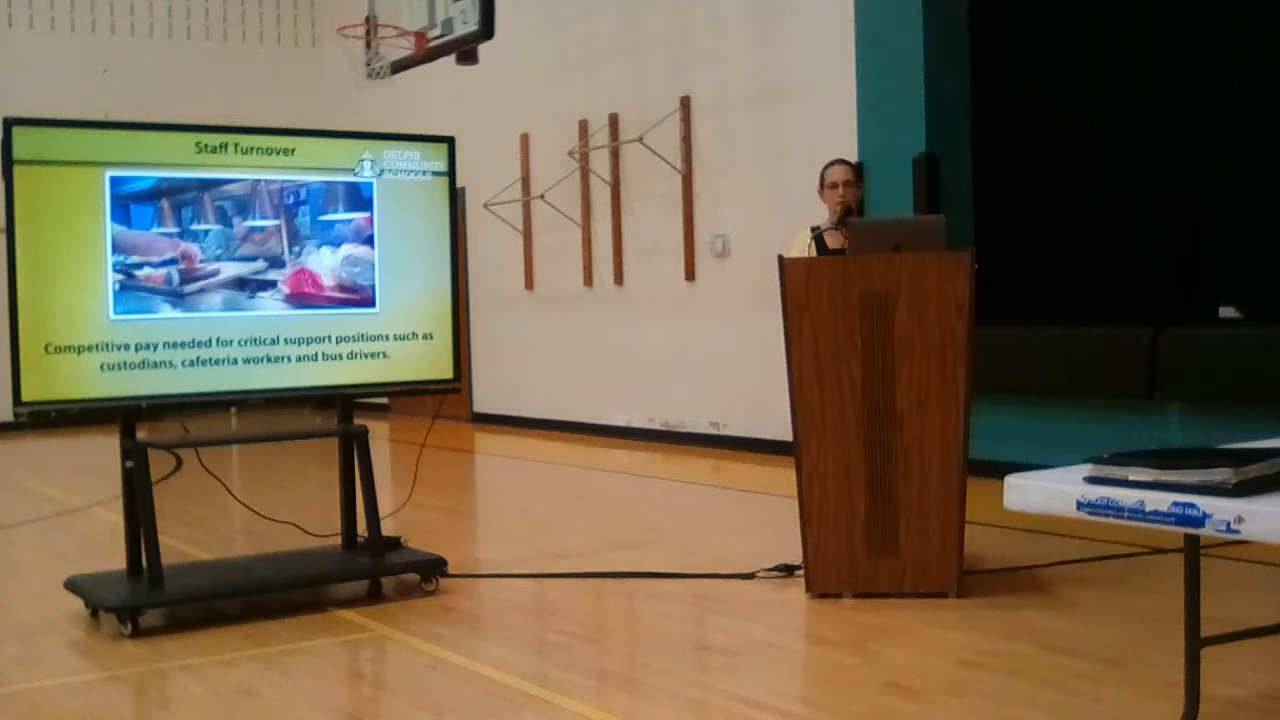 Staff Turnover
DELPHI
COMMUNITY
SCHOOLS
Competitive pay needed for critical support positions such as
custodians, cafeteria workers and bus drivers.